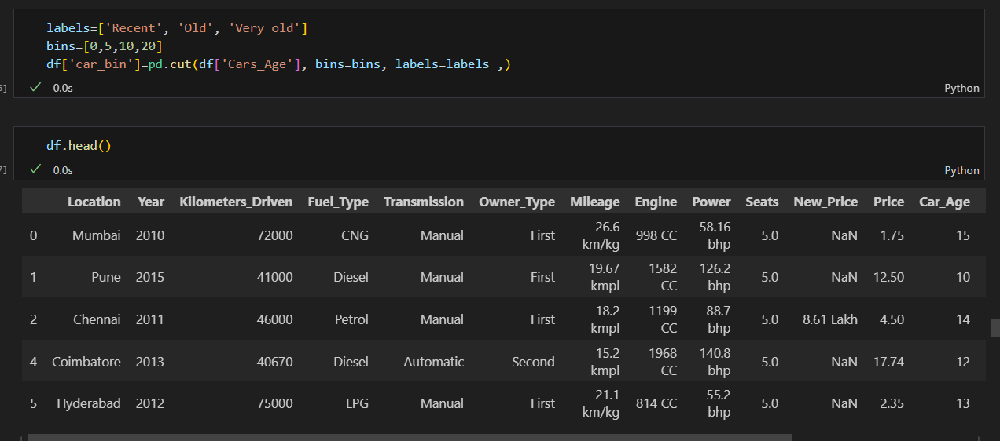 labels=['Recent', 'Old', 'Very old']
bins=[0,5,10,20]
df['car_bin']=pd.cut(df['Cars_Age'], bins=bins, labels=labels ,)
0.0s Python
df.head()
0.0s Python
Location Year Kilometers_Driven Fuel_Type Transmission Owner_Type Mileage Engine Power Seats New_Price Price Car_Age
0 Mumbai 2010 72000 CNG Manual First 26.6 km/kg 998 CC 58.16 bhp 5.0 NaN 1.75 15
1 Pune 2015 41000 Diesel Manual First 19.67 kmpl 1582 CC 126.2 bhp 5.0 NaN 12.50 10
2 Chennai 2011 46000 Petrol Manual First 18.2 kmpl 1199 CC 88.7 bhp 5.0 8.61 Lakh 4.50 14
4 Coimbatore 2013 40670 Diesel Automatic Second 15.2 kmpl 1968 CC 140.8 bhp 5.0 NaN 17.74 12
5 Hyderabad 2012 75000 LPG Manual First 21.1 km/kg 814 CC 55.2 bhp 5.0 NaN 2.35 13